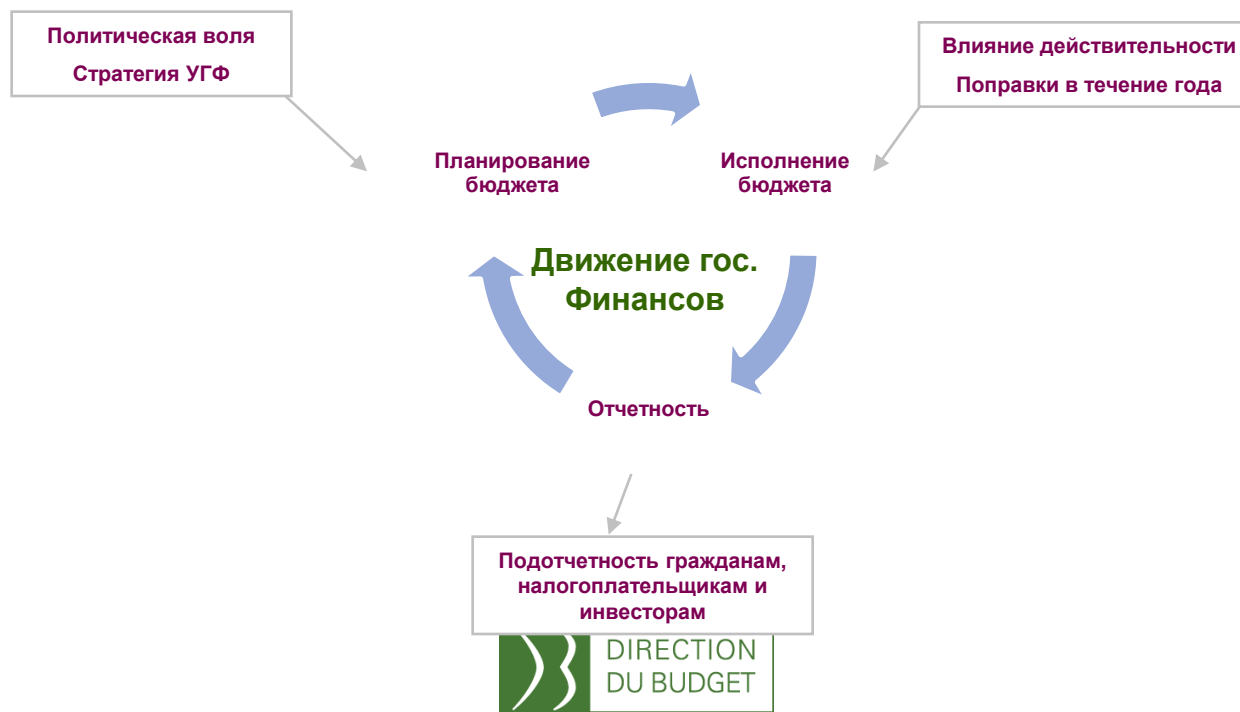 Политическая воля
Стратегия УГФ
Влияние действительности
Поправки в течение года
Планирование
бюджета
Исполнение
бюджета
Движение гос.
Финансов
Отчетность
Подотчетность гражданам,
налогоплательщикам и
инвесторам
DIRECTION
DU BUDGET